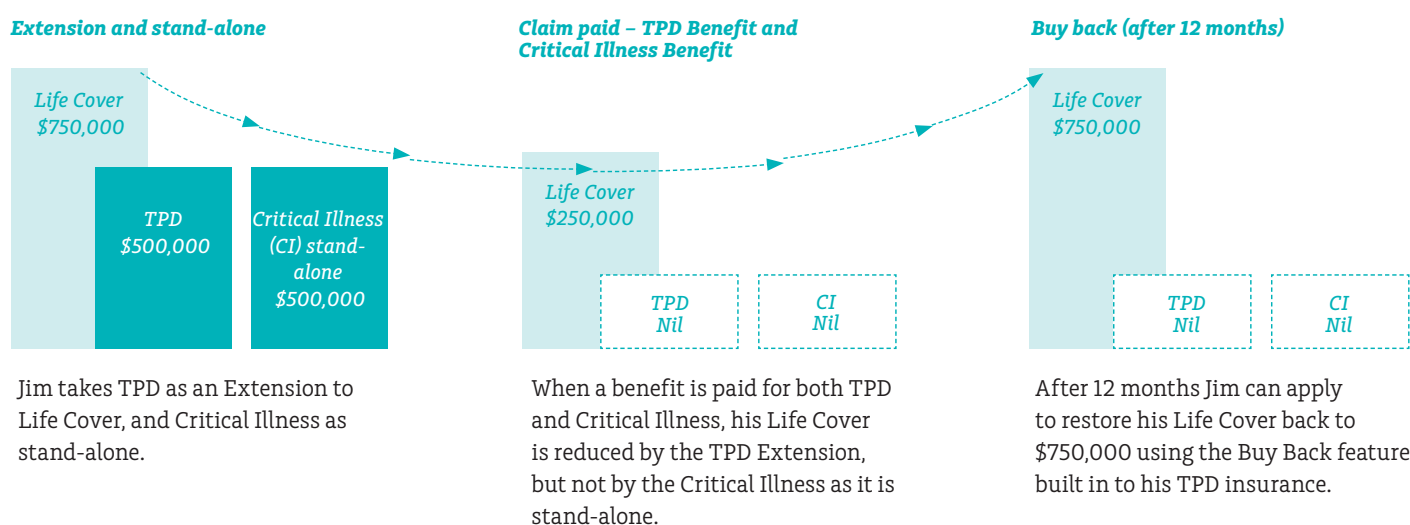 Extension and stand-alone
Life Cover
$750,000
TPD
$500,000
Critical Illness
(CI) stand-
alone
$500,000
Jim takes TPD as an Extension to
Life Cover, and Critical Illness as
stand-alone.
Claim paid – TPD Benefit and
Critical Illness Benefit
Life Cover
$250,000
TPD
Nil
CI
Nil
When a benefit is paid for both TPD
and Critical Illness, his Life Cover
is reduced by the TPD Extension,
but not by the Critical Illness as it is
stand-alone.
Buy back (after 12 months)
Life Cover
$750,000
TPD
Nil
CI
Nil
After 12 months Jim can apply
to restore his Life Cover back to
$750,000 using the Buy Back feature
built in to his TPD insurance.